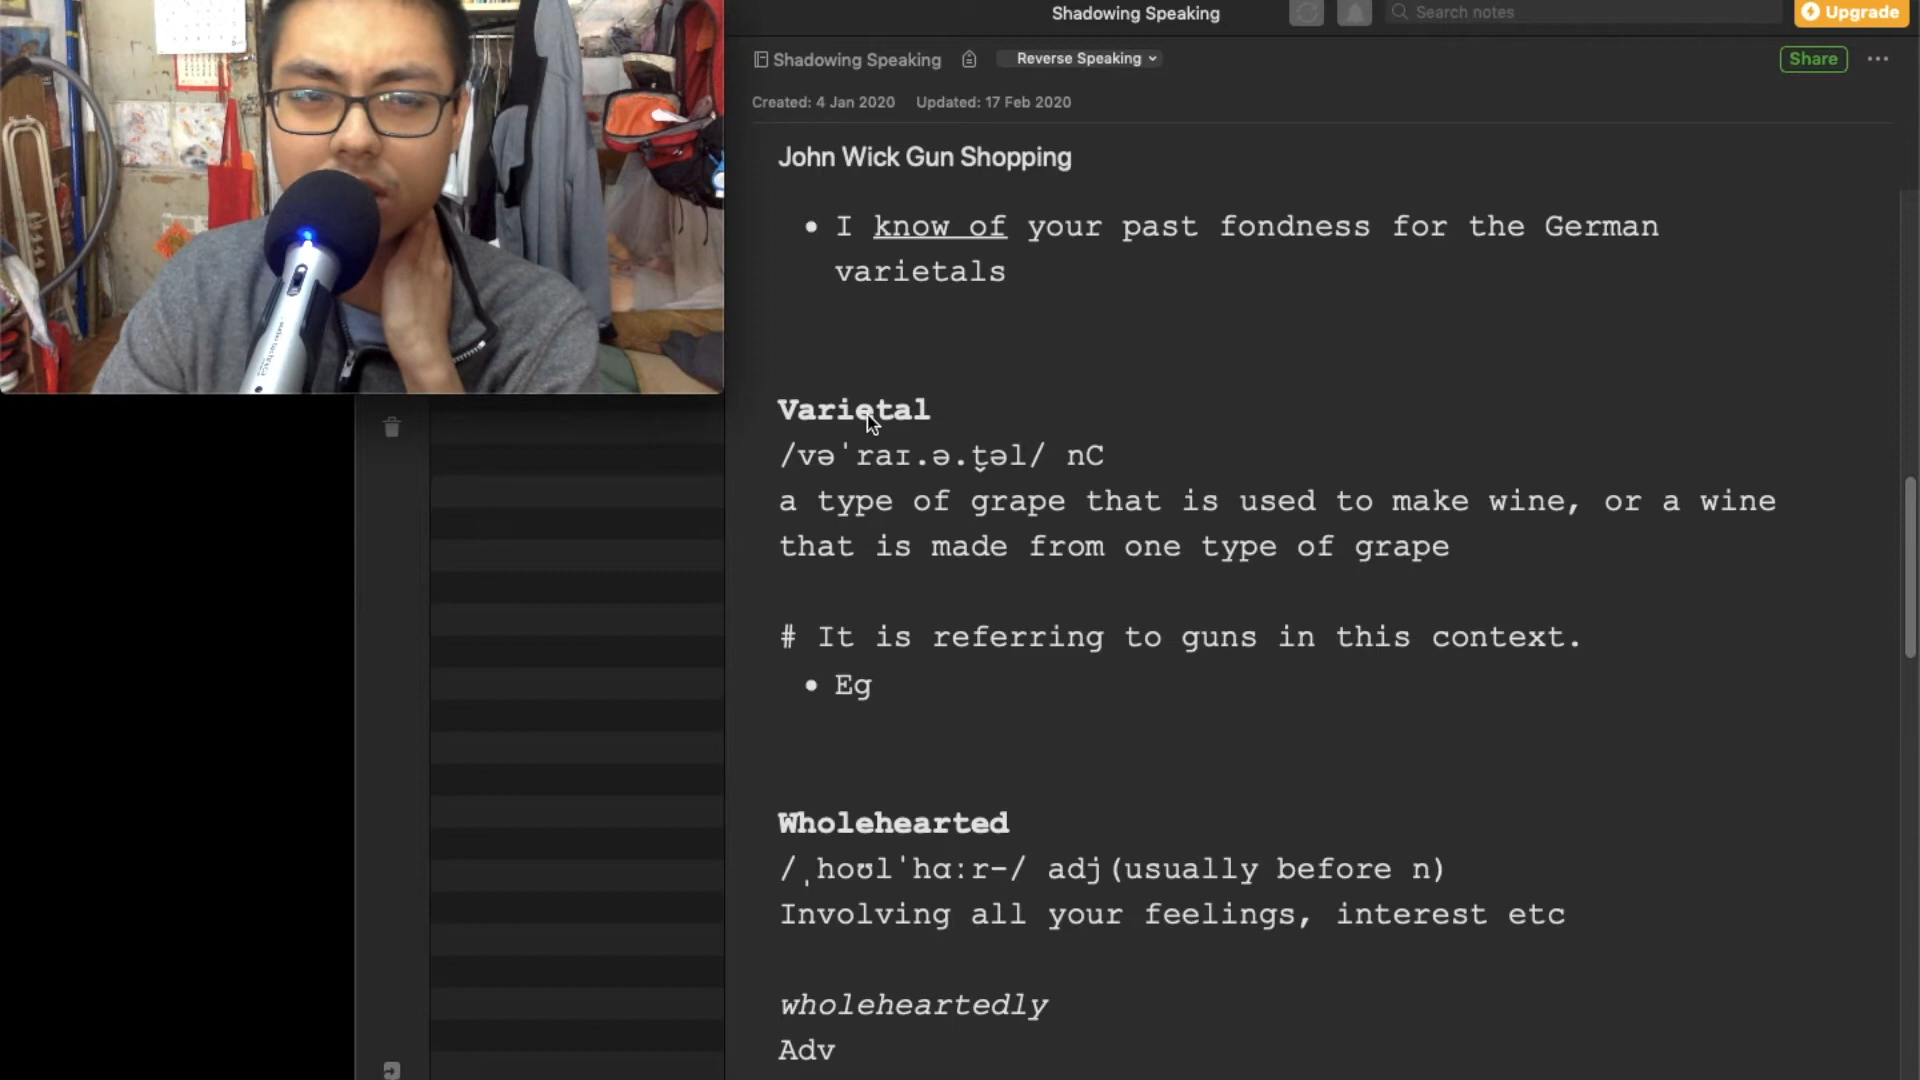 Shadowing Speaking
Search notes
Upgrade
Shadowing Speaking
Reverse Speaking
Share
Created: 4 Jan 2020 Updated: 17 Feb 2020
John Wick Gun Shopping
• I know of your past fondness for the German
varietals
Varietal
/vəˈraɪ.ə.t̬əl/ nC
a type of grape that is used to make wine, or a wine
that is made from one type of grape
# It is referring to guns in this context.
• Eg
Wholehearted
/ˌhoʊlˈhɑːr-/ adj(usually before n)
Involving all your feelings, interest etc
wholeheartedly
Adv